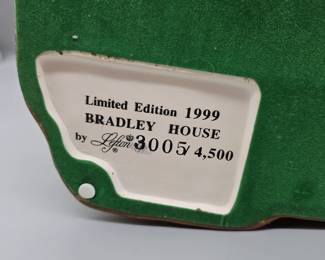 Limited Edition 1999
BRADLEY HOUSE
by Lefton ® 3005/4,500